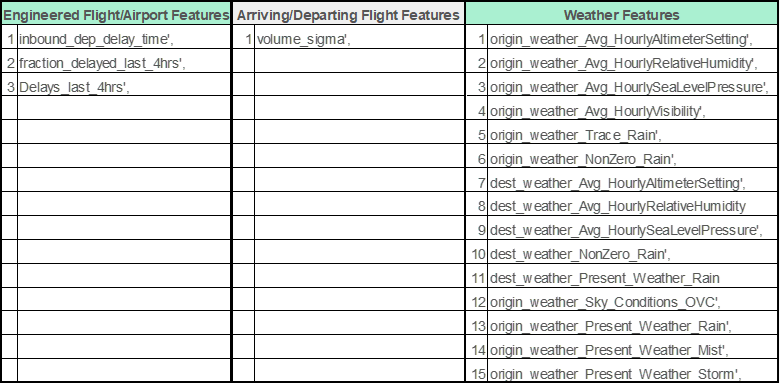 Engineered Flight/Airport Features Arriving/Departing Flight Features Weather Features
1 inbound_dep_delay_time', 1 volume_sigma', 1 origin_weather_Avg_HourlyAltimeterSetting',
2 fraction_delayed_last_4hrs', 2 origin_weather_Avg_HourlyRelativeHumidity',
3 Delays_last_4hrs', 3 origin_weather_Avg_HourlySeaLevelPressure',
4 origin_weather_Avg_HourlyVisibility',
5 origin_weather_Trace_Rain',
6 origin_weather_NonZero_Rain',
7 dest_weather_Avg_HourlyAltimeterSetting',
8 dest_weather_Avg_HourlyRelativeHumidity
9 dest_weather_Avg_HourlySeaLevelPressure',
10 dest_weather_NonZero_Rain',
11 dest_weather_Present_Weather_Rain
12 origin_weather_Sky_Conditions_OVC',
13 origin_weather_Present_Weather_Rain',
14 origin_weather_Present_Weather_Mist',
15 origin_weather_Present_Weather_Storm',